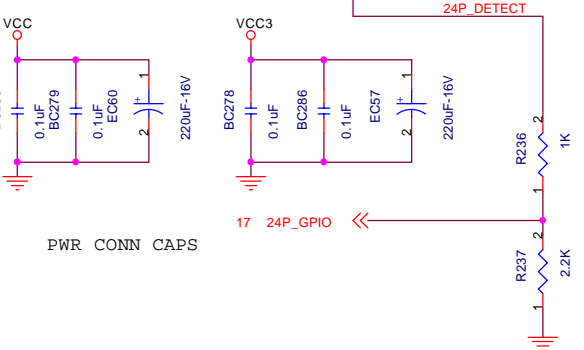 24P_DETECT
VCC
VCC3
1
2
0.1uF
BC279
0.1uF
EC60
220uF-16V
BC278
0.1uF
BC286
0.1uF
EC57
1
2
220uF-16V
2
R236
1K
1
17 24P_GPIO
2
R237
2.2K
1
PWR CONN CAPS